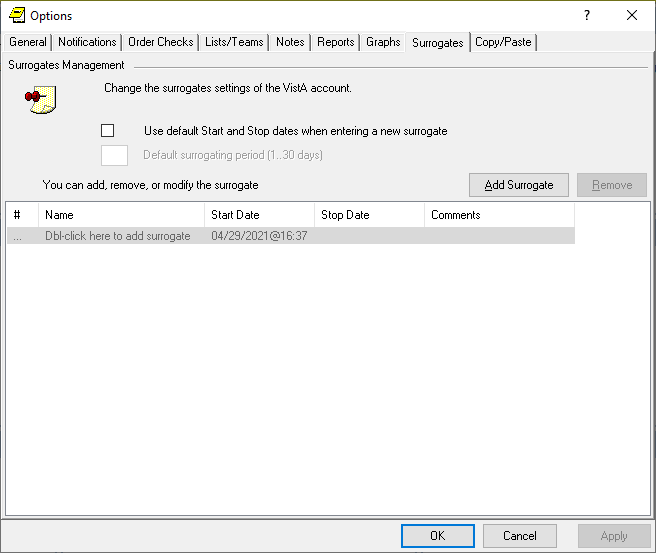 Options
?
General Notifications Order Checks Lists/Teams Notes Reports Graphs Surrogates Copy/Paste
Surrogates Management
Change the surrogates settings of the VistA account.
Use default Start and Stop dates when entering a new surrogate
Default surrogating period (1..30 days)
You can add, remove, or modify the surrogate Add Surrogate Remove
# Name Start Date Stop Date Comments
... Dbl-click here to add surrogate 04/29/2021@16:37
OK Cancel Apply